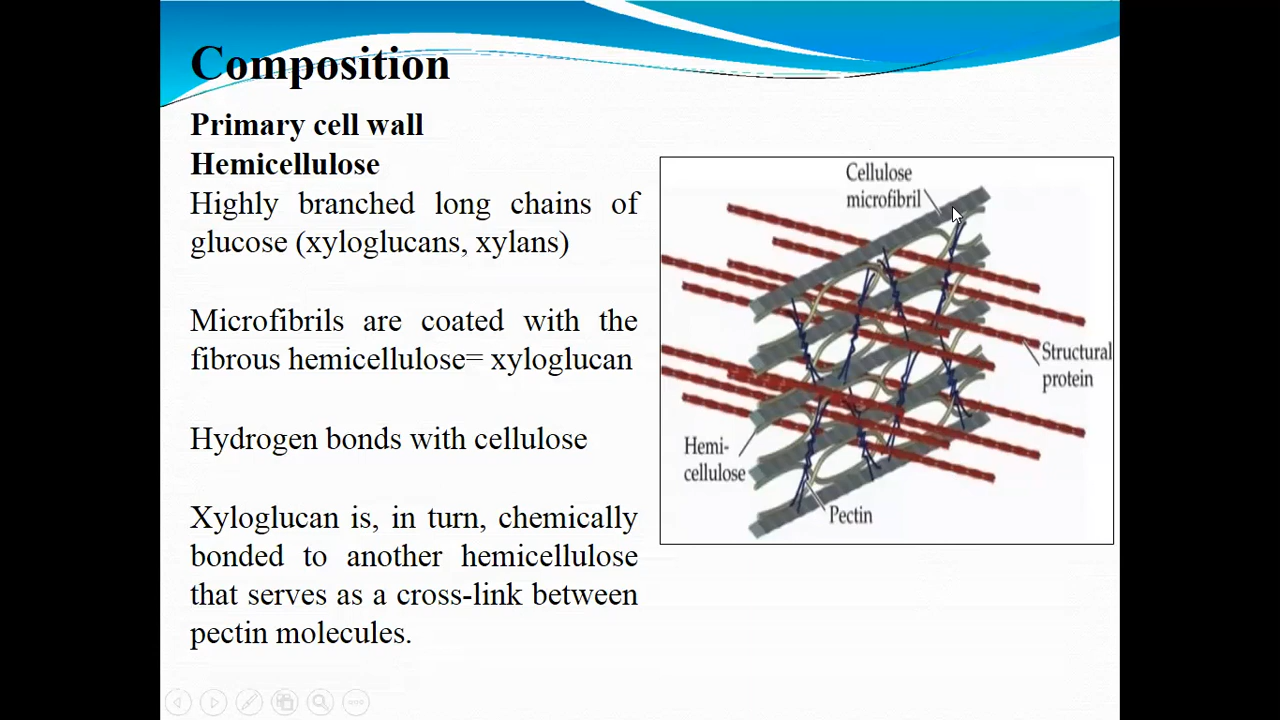 Composition
Primary cell wall
Hemicellulose
Highly branched long chains of
glucose (xyloglucans, xylans)
Microfibrils are coated with the
fibrous hemicellulose= xyloglucan
Hydrogen bonds with cellulose
Xyloglucan is, in turn, chemically
bonded to another hemicellulose
that serves as a cross-link between
pectin molecules.
Cellulose
microfibril
Structural
protein
Hemi-
cellulose
Pectin